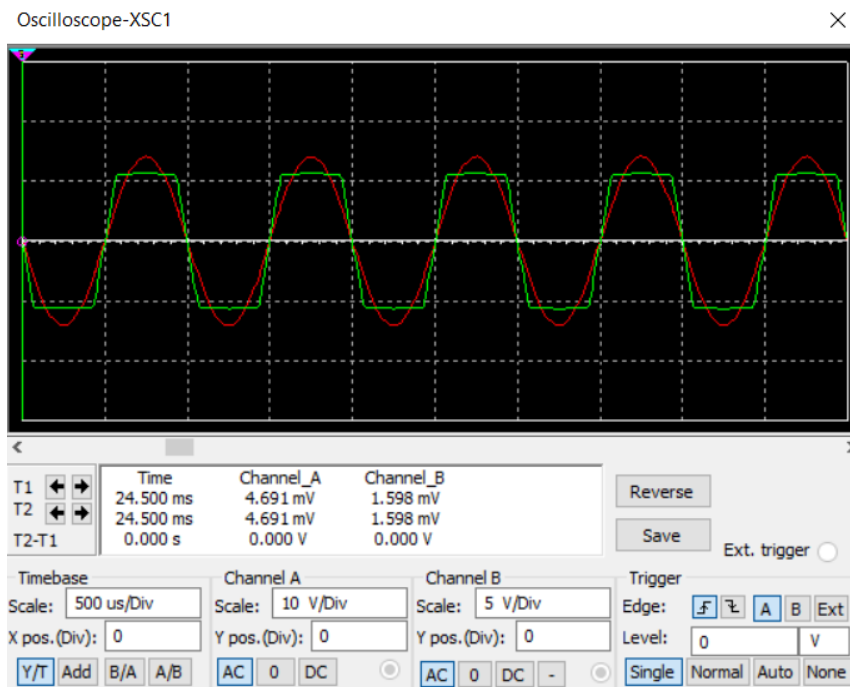 Oscilloscope-XSC1
Time Channel_A Channel_B
T1 24.500 ms 4.691 mV 1.598 mV
T2 24.500 ms 4.691 mV 1.598 mV
T2-T1 0.000 s 0.000 V 0.000 V
Reverse
Save
Ext. trigger
Timebase Channel A Channel B Trigger
Scale: 500 us/Div Scale: 10 V/Div Scale: 5 V/Div Edge: A B Ext
X pos.(Div): 0 Y pos.(Div): 0 Y pos.(Div): 0 Level: 0 V
Y/T Add B/A A/B AC 0 DC AC 0 DC - Single Normal Auto None